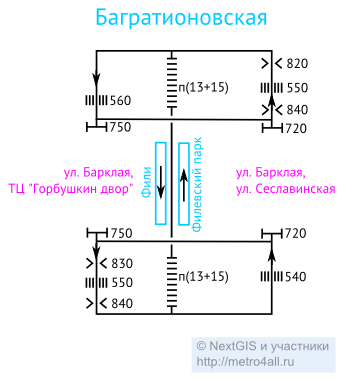 Багратионовская
820
п(13+15)
560
550
840
750
720
ул. Барклая,
ТЦ "Горбушкин двор"
Фили
Филевский парк
ул. Барклая,
ул. Сеславинская
750
720
830
550
п(13+15)
540
840
© NextGIS и участники
http://metro4all.ru